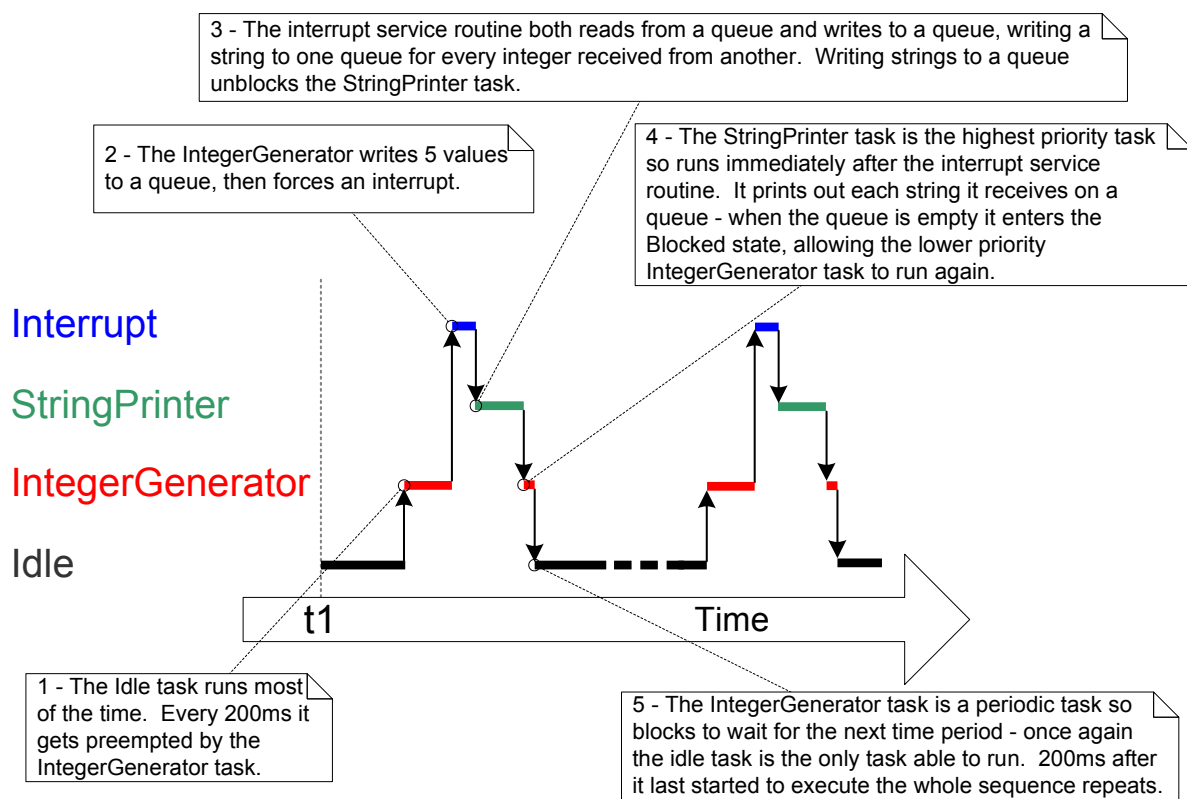 3 - The interrupt service routine both reads from a queue and writes to a queue, writing a
string to one queue for every integer received from another.  Writing strings to a queue
unblocks the StringPrinter task.
2 - The IntegerGenerator writes 5 values
to a queue, then forces an interrupt.
4 - The StringPrinter task is the highest priority task
so runs immediately after the interrupt service
routine.  It prints out each string it receives on a
queue - when the queue is empty it enters the
Blocked state, allowing the lower priority
IntegerGenerator task to run again.
Interrupt
StringPrinter
IntegerGenerator
Idle
t1
Time
1 - The Idle task runs most
of the time.  Every 200ms it
gets preempted by the
IntegerGenerator task.
5 - The IntegerGenerator task is a periodic task so
blocks to wait for the next time period - once again
the idle task is the only task able to run.  200ms after
it last started to execute the whole sequence repeats.